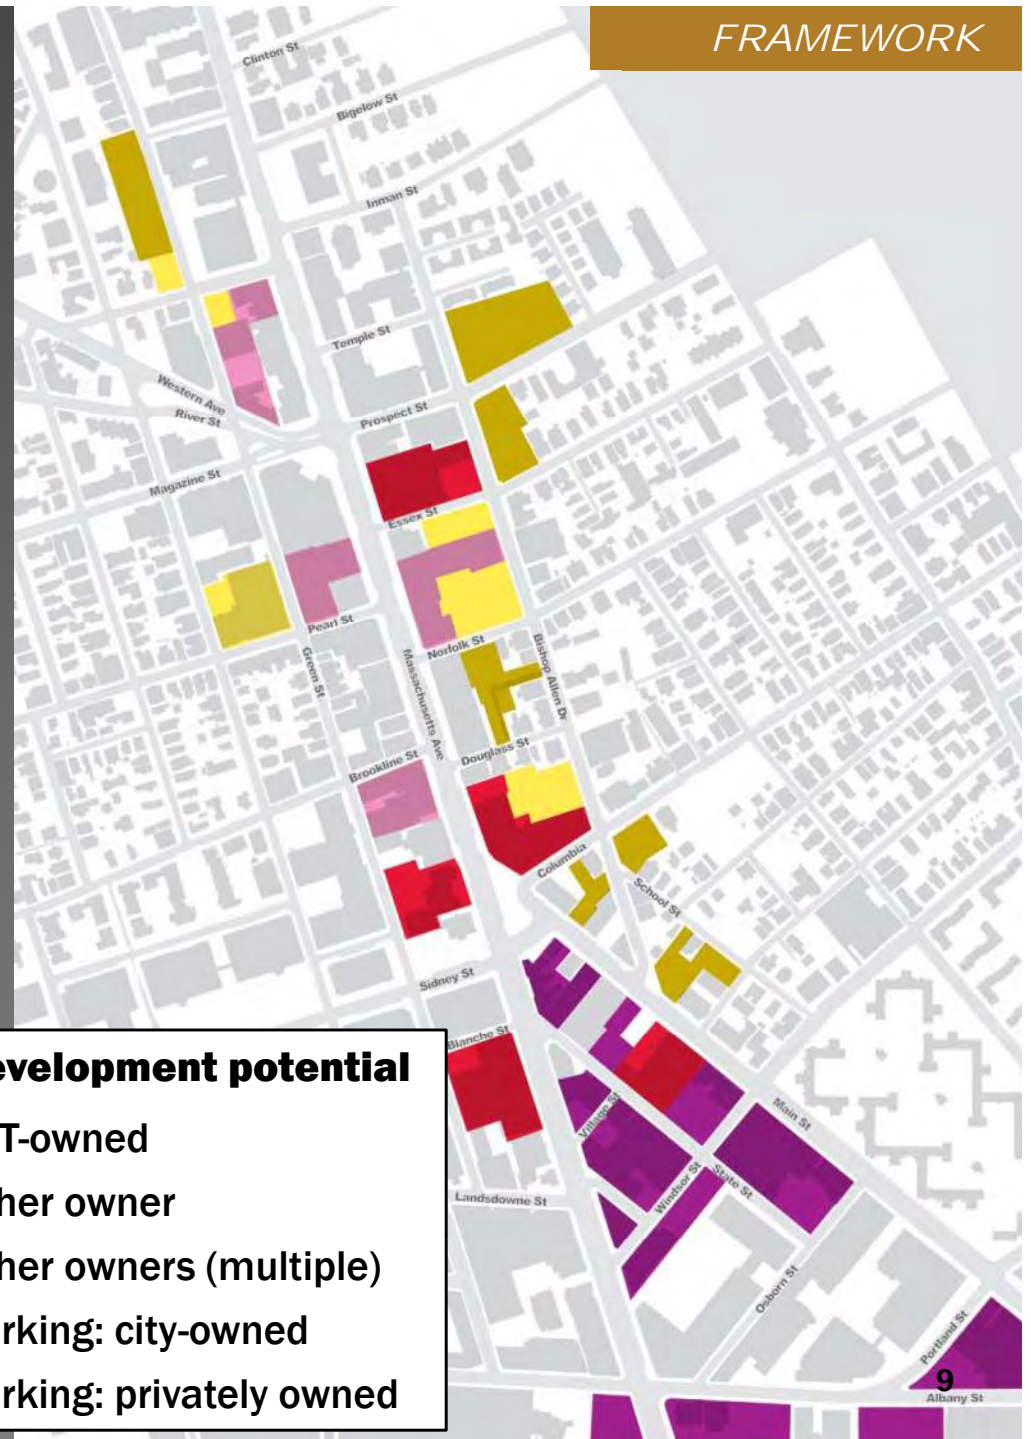 FRAMEWORK
Clinton St
Bigelow St
Inman St
Temple St
Western Ave
River St
Prospect St
Magazine St
Essex St
Pearl St
Norfolk St
Green St
Massachusetts Ave
Bishop Allen Dr
Douglass St
Brookline St
Columbia
School St
Sidney St
Blanche St
Village St
Main St
Windsor St
State St
Landsdowne St
Osborn St
Portland St
Albany St
evelopment potential
T-owned
her owner
her owners (multiple)
rking: city-owned
rking: privately owned
9